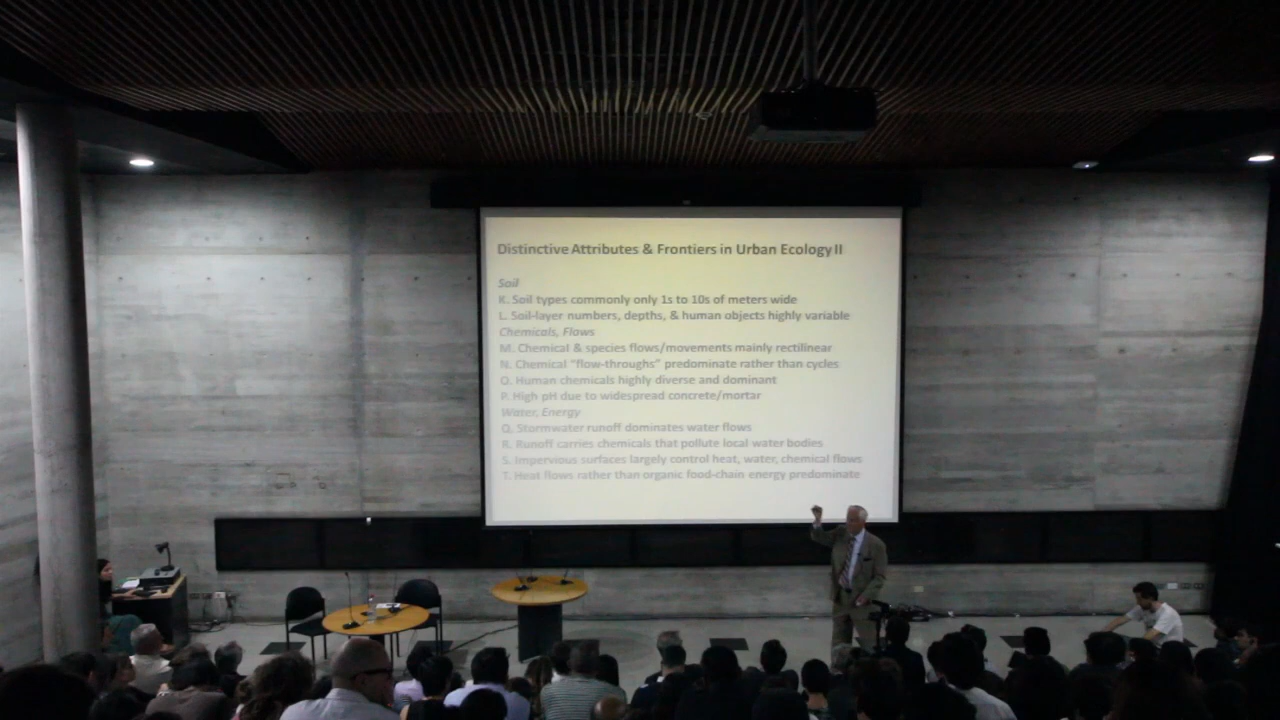 Distinctive Attributes & Frontiers in Urban Ecology II
Soil
K. Soil types commonly only 1s to 10s of meters wide
L. Soil-layer numbers, depths, & human objects highly variable
Chemicals, Flows
M. Chemical & species flows/movements mainly rectilinear
N. Chemical "flow-throughs" predominate rather than cycles
O. Human chemicals highly diverse and dominant
P. High pH due to widespread concrete/mortar
Water, Energy
Q. Stormwater runoff dominates water flows
R. Runoff carries chemicals that pollute local water bodies
S. Impervious surfaces largely control heat, water, chemical flows
T. Heat flows rather than organic food-chain energy predominate